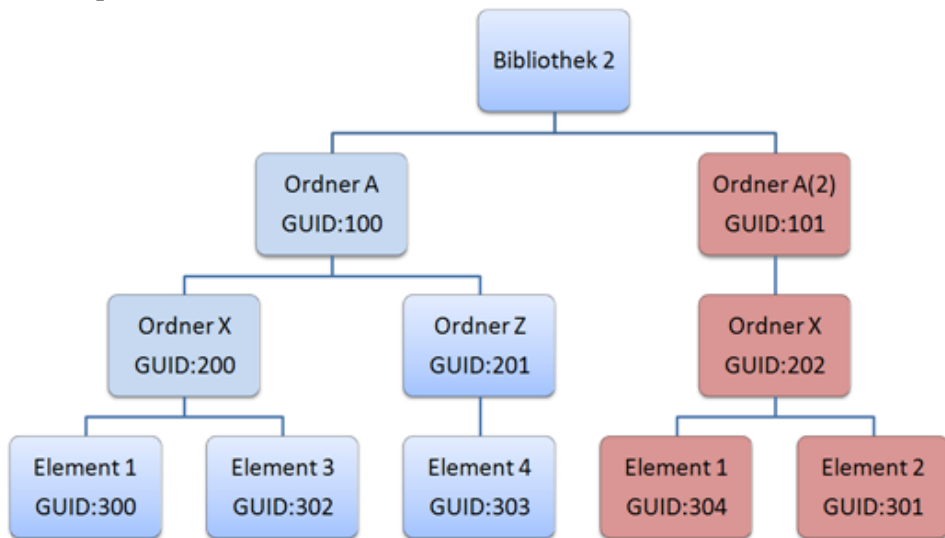 Bibliothek 2
Ordner A
GUID:100
Ordner A(2)
GUID:101
Ordner X
GUID:200
Ordner Z
GUID:201
Ordner X
GUID:202
Element 1
GUID:300
Element 3
GUID:302
Element 4
GUID:303
Element 1
GUID:304
Element 2
GUID:301